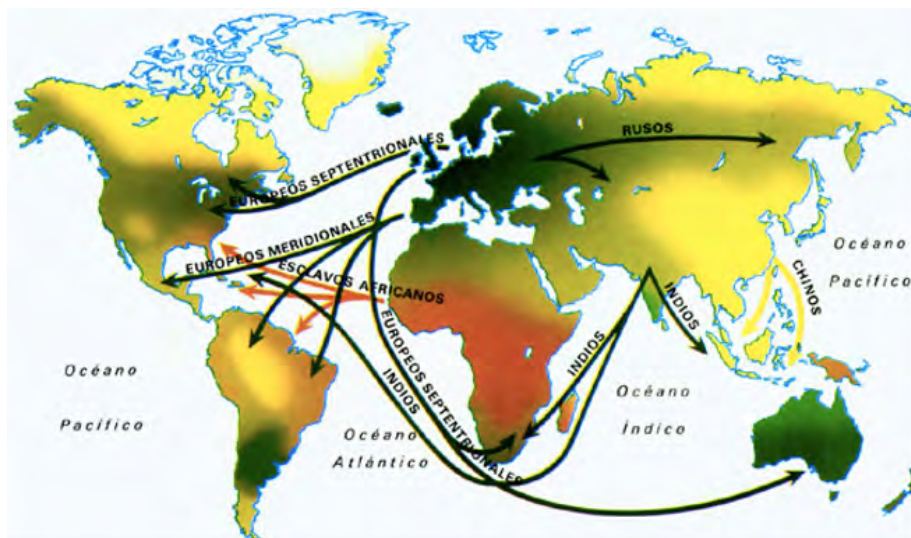 RUSOS
EUROPEOS SEPTENTRIONALES
EUROPEOS MERIDIONALES
ESCLAVOS AFRICANOS
Océano
Pacífico
CHINOS
INDIOS
INDIOS
INDIOS
EUROPEOS SEPTENTRIONALES
Océano
Pacífico
Océano
Atlántico
Océano
Índico